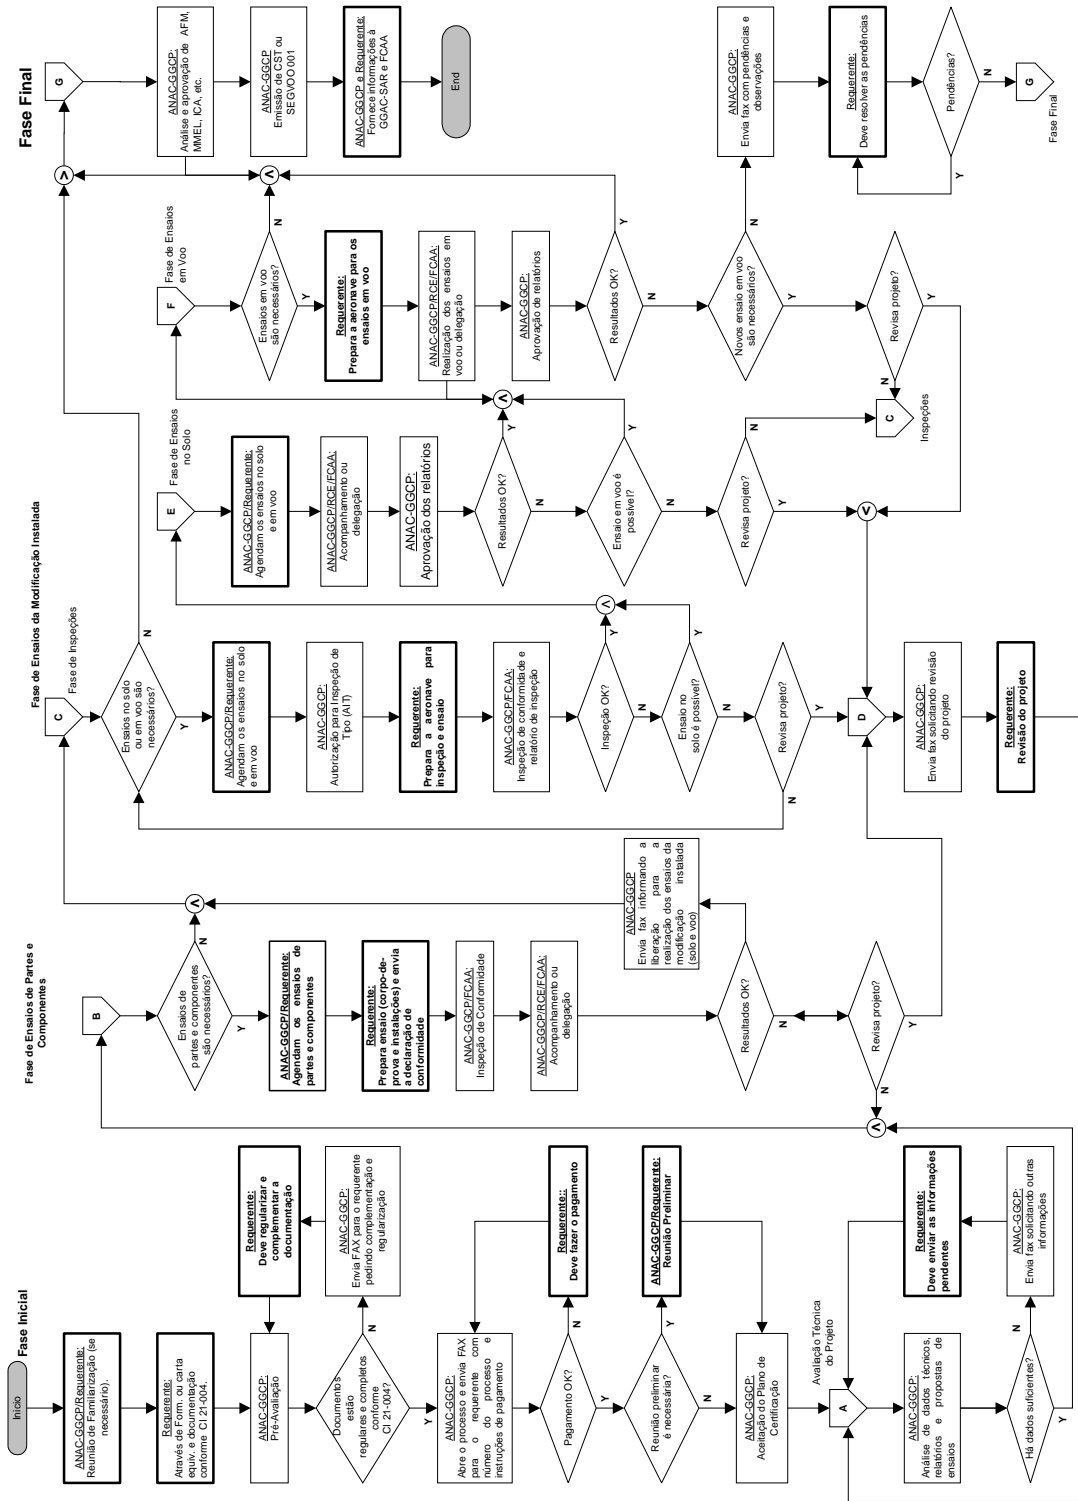 Início
Fase Inicial
ANAC-GGCP/Requerente:
Reunião de Familiarização (se
necessário).
Requerente:
Através de Form. ou carta
equiv. e documentação
conforme CI 21-004.
ANAC-GGCP:
Pré-Avaliação
Documentos
estão
regulares e completos
conforme
CI 21-004?
N
Y
ANAC-GGCP:
Envia FAX para o requerente
pedindo complementação e
regularização
Requerente:
Deve regularizar e
complementar a
documentação
ANAC-GGCP:
Abre o processo e envia FAX
para o requerente com
número do processo e
instruções de pagamento
Pagamento OK?
N
Y
Requerente::
Deve fazer o pagamento
Reunião preliminar
é necessária?
Y
N
ANAC-GGCP/Requerente:
Reunião Preliminar
ANAC-GGCP:
Aceitação do Plano de
Certificação
Avaliação Técnica
do Projeto
A
ANAC-GGCP:
Análise de dados técnicos,
relatórios e propostas de
ensaios
Há dados suficientes?
N
Y
ANAC-GGCP:
Envia fax solicitando outras
informações
Requerente:
Deve enviar as informações
pendentes
Fase de Ensaios de Partes e
Componentes
B
Ensaios de
partes e componentes
são necessários?
N
Y
<
ANAC-GGCP/Requerente:
Agendam os ensaios de
partes e componentes
Requerente:
Prepara ensaio (corpo-de-
prova e instalações) e envia
a declaração de
conformidade
ANAC-GGCP/FCAA:
Inspeção de Conformidade
ANAC-GGCP/RCE/FCAA:
Acompanhamento ou
delegação
ANAC-GGCP
Envia fax informando a
liberação para a
realização dos ensaios da
modificação instalada
(solo e voo)
Resultados OK?
Y
N
Revisa projeto?
N
Y
<
Fase de Ensaios da Modificação Instalada
C
Fase de Inspeções
Ensaios no solo
ou em voo são
necessários?
N
Y
ANAC-GGCP/Requerente:
Agendam os ensaios no solo
e em voo
ANAC-GGCP:
Autorização para Inspeção de
Tipo (AIT)
Requerente:
Prepara a aeronave para
inspeção e ensaio
ANAC-GGCP/FCAA:
Inspeção de conformidade e
relatório de inspeção
Inspeção OK?
Y
N
<
Ensaio no
solo é possível?
Y
N
Revisa projeto?
N
Y
D
ANAC-GGCP:
Envia fax solicitando revisão
do projeto
Requerente:
Revisão do projeto
E
Fase de Ensaios
no Solo
ANAC-GGCP/Requerente:
Agendam os ensaios no solo
e em voo
ANAC-GGCP/RCE/FCAA:
Acompanhamento ou
delegação
ANAC-GGCP:
Aprovação dos relatórios
Resultados OK?
Y
N
<
Ensaio em voo é
possível?
Y
N
Revisa projeto?
N
Y
<
C
Inspeções
F
Fase de Ensaios
em Voo
Ensaios em voo
são necessários?
N
Y
<
Requerente:
Prepara a aeronave para os
ensaios em voo
ANAC-GGCP/RCE/FCAA:
Realização dos ensaios em
voo ou delegação
ANAC-GGCP:
Aprovação de relatórios
Resultados OK?
Y
N
Novos ensaio em voo
são necessários?
N
Y
Revisa projeto?
N
Y
Fase Final
>
G
ANAC-GGCP:
Análise e aprovação de AFM,
MMEL, ICA, etc.
ANAC-GGCP
Emissão de CST ou
SEGVOO 001
ANAC-GGCP e Requerente:
Fornece informações à
GGAC-SAR e FCAA
End
ANAC-GGCP:
Envia fax com pendências e
observações
Requerente:
Deve resolver as pendências
Pendências?
Y
N
G
Fase Final